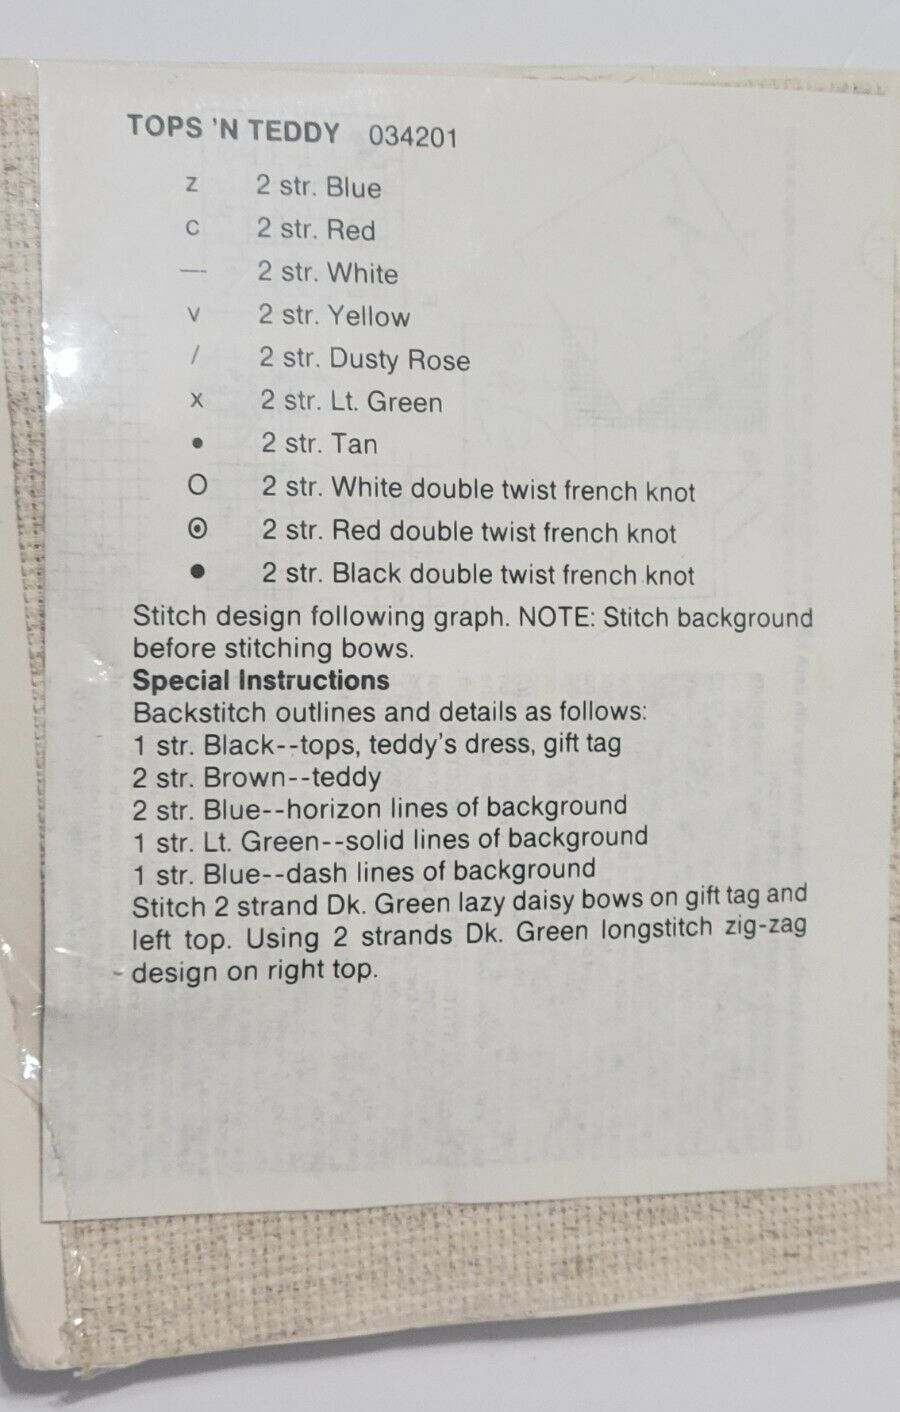 TOPS 'N TEDDY 034201
z 2 str. Blue
c 2 str. Red
— 2 str. White
v 2 str. Yellow
/ 2 str. Dusty Rose
x 2 str. Lt. Green
• 2 str. Tan
O 2 str. White double twist french knot
⊙ 2 str. Red double twist french knot
● 2 str. Black double twist french knot
Stitch design following graph. NOTE: Stitch background
before stitching bows.
Special Instructions
Backstitch outlines and details as follows:
1 str. Black--tops, teddy's dress, gift tag
2 str. Brown--teddy
2 str. Blue--horizon lines of background
1 str. Lt. Green--solid lines of background
1 str. Blue--dash lines of background
Stitch 2 strand Dk. Green lazy daisy bows on gift tag and
left top. Using 2 strands Dk. Green longstitch zig-zag
design on right top.